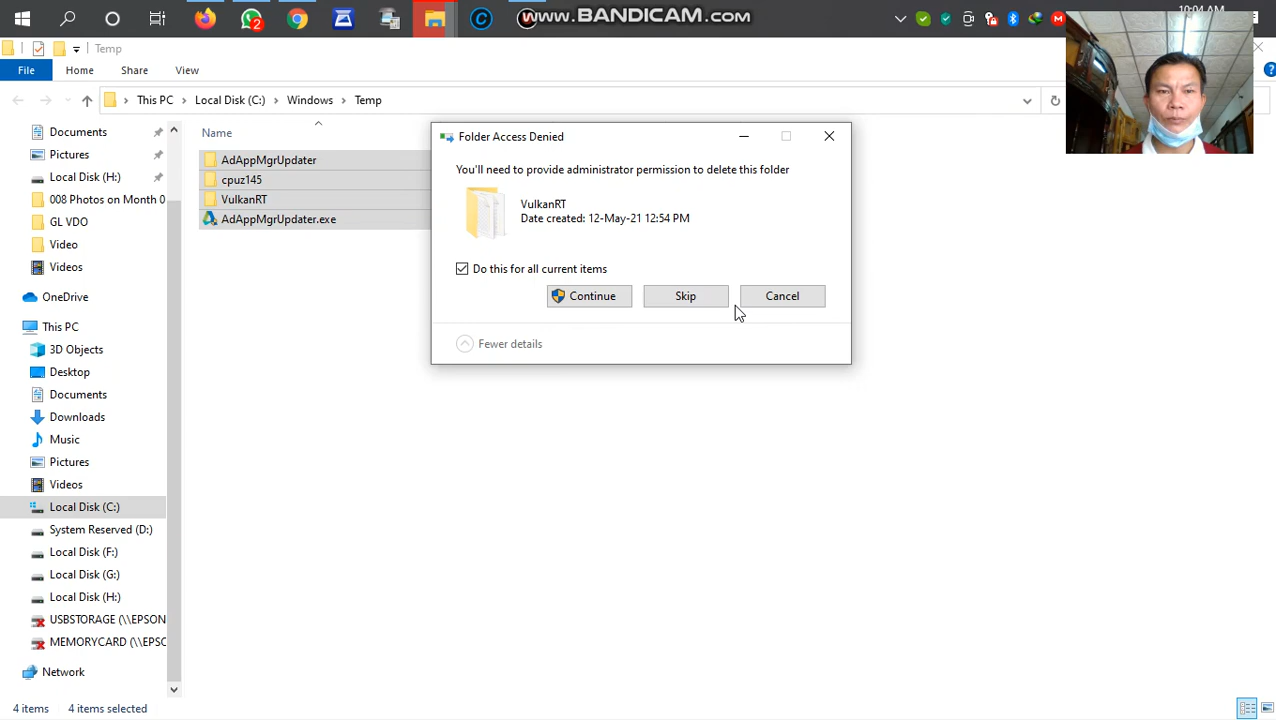 2
WWW.BANDICAM.COM
10:04 AM
Temp
File
Home
Share
View
This PC
Local Disk (C:)
Windows
Temp
Documents
Pictures
Local Disk (H:)
008 Photos on Month 0
GL VDO
Video
Videos
OneDrive
This PC
3D Objects
Desktop
Documents
Downloads
Music
Pictures
Videos
Local Disk (C:)
System Reserved (D:)
Local Disk (F:)
Local Disk (G:)
Local Disk (H:)
USBSTORAGE (\\EPSON
MEMORYCARD (\\EPSC
Network
Name
AdAppMgrUpdater
cpuz145
VulkanRT
AdAppMgrUpdater.exe
Folder Access Denied
You'll need to provide administrator permission to delete this folder
VulkanRT
Date created: 12-May-21 12:54 PM
Do this for all current items
Continue
Skip
Cancel
Fewer details
4 items
4 items selected